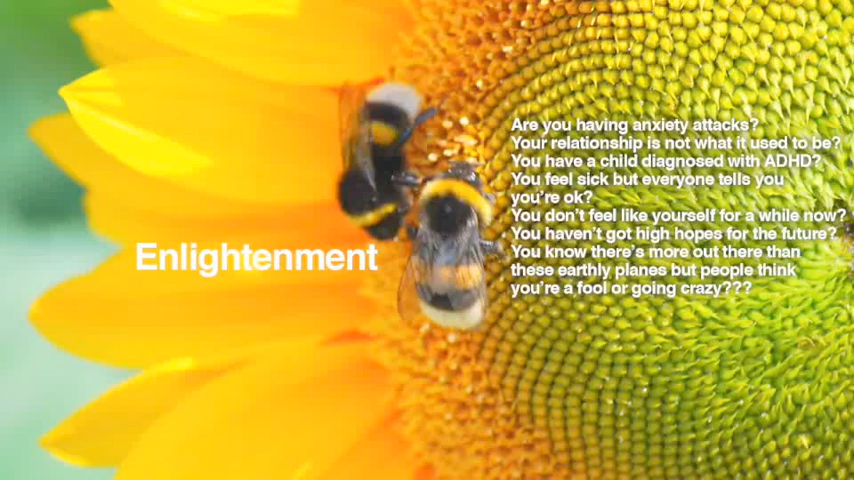 Enlightenment
Are you having anxiety attacks?
Your relationship is not what it used to be?
You have a child diagnosed with ADHD?
You feel sick but everyone tells you
you're ok?
You don't feel like yourself for a while now?
You haven't got high hopes for the future?
You know there's more out there than
these earthly planes but people think
you're a fool or going crazy???